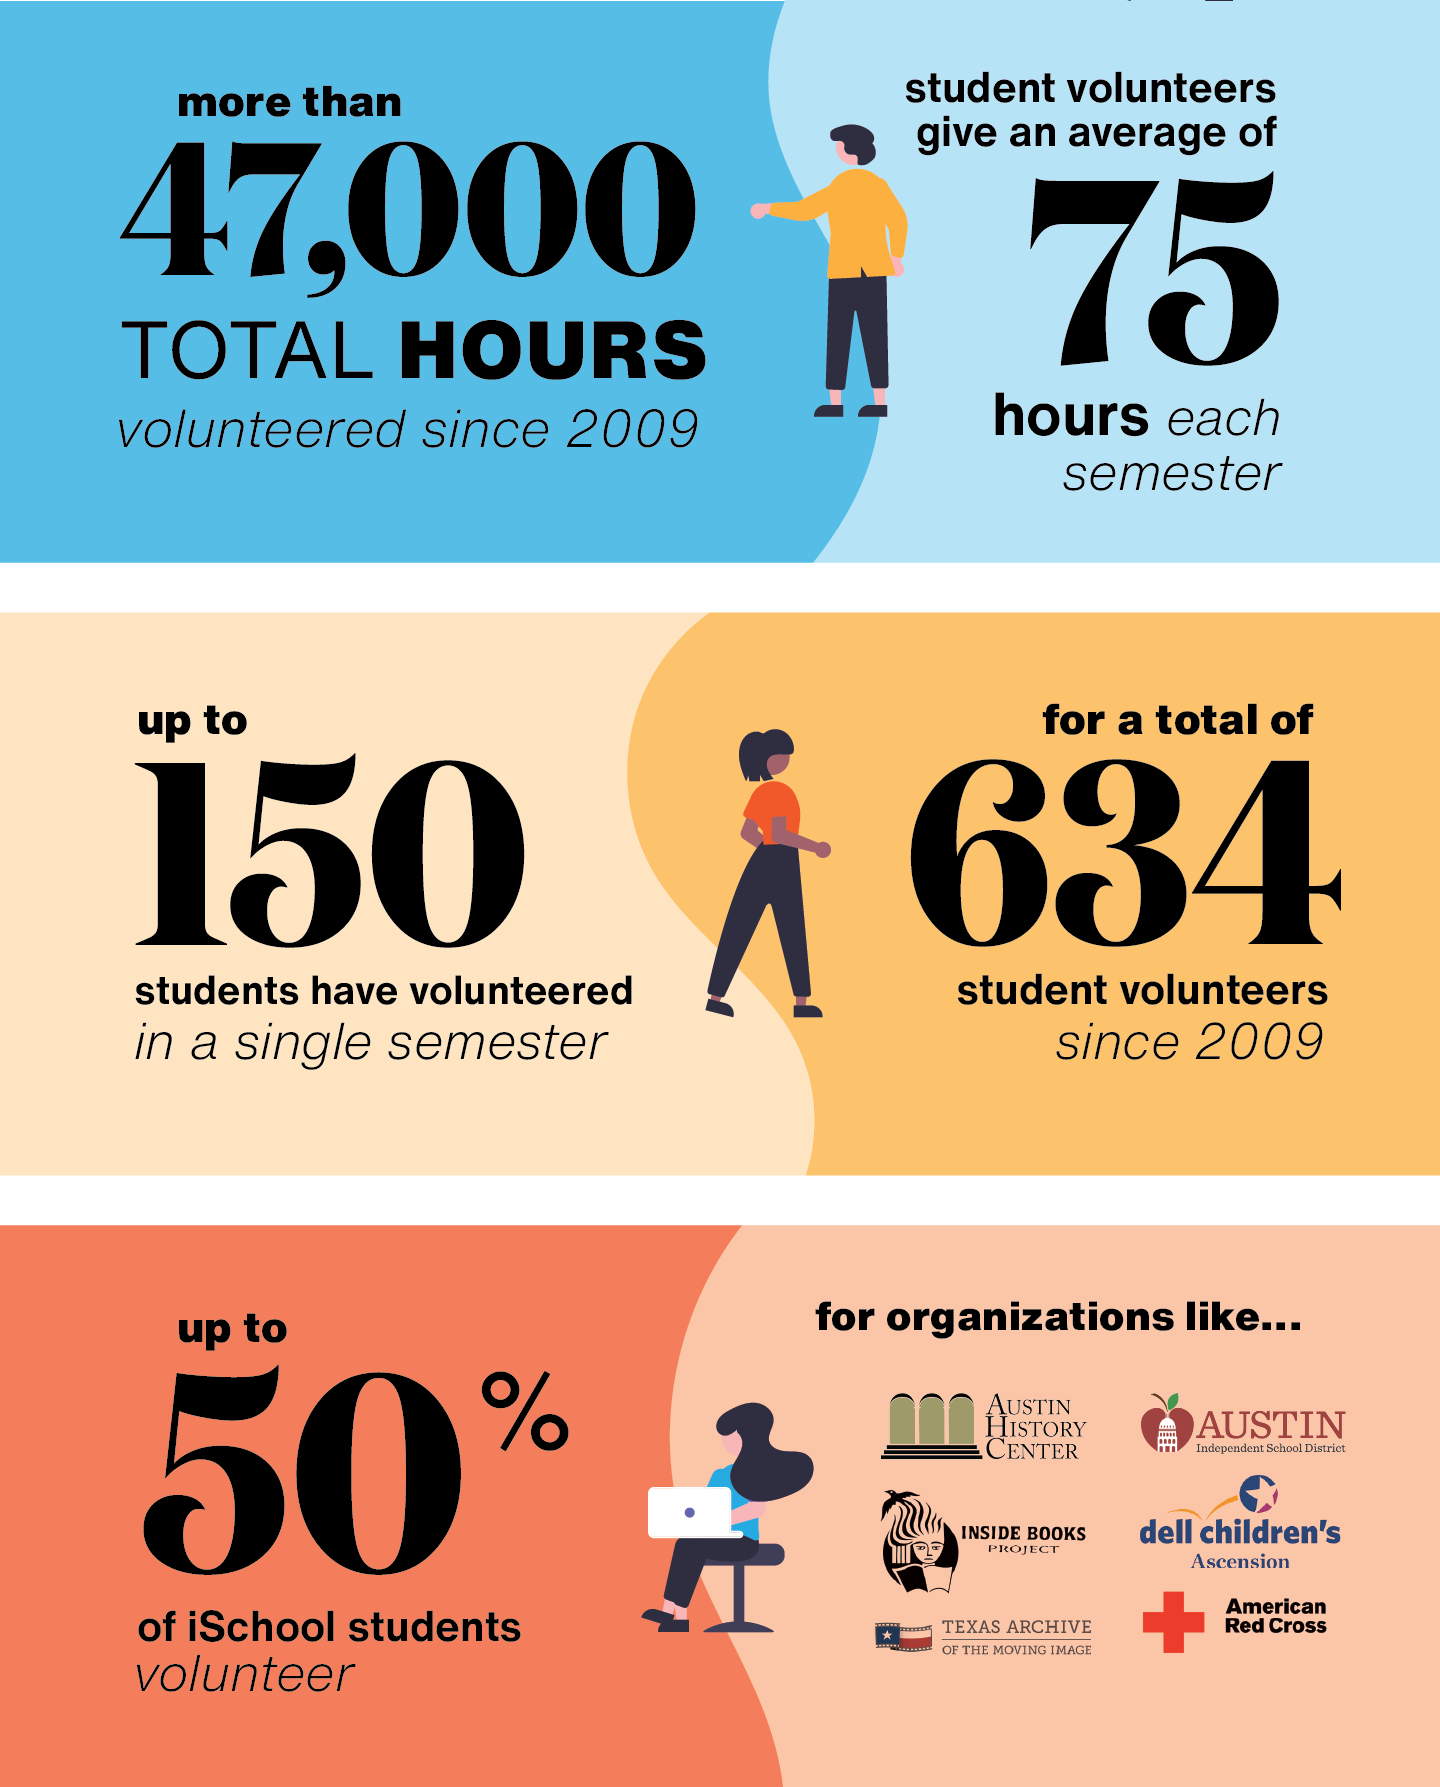 more than
47,000
TOTAL HOURS
volunteered since 2009
student volunteers
give an average of
75
hours each
semester
up to
150
students have volunteered
in a single semester
for a total of
634
student volunteers
since 2009
up to
50%
of iSchool students
volunteer
for organizations like...
AUSTIN
HISTORY
CENTER
AUSTIN
Independent School District
INSIDE BOOKS
PROJECT
dell children's
Ascension
TEXAS ARCHIVE
OF THE MOVING IMAGE
American
Red Cross